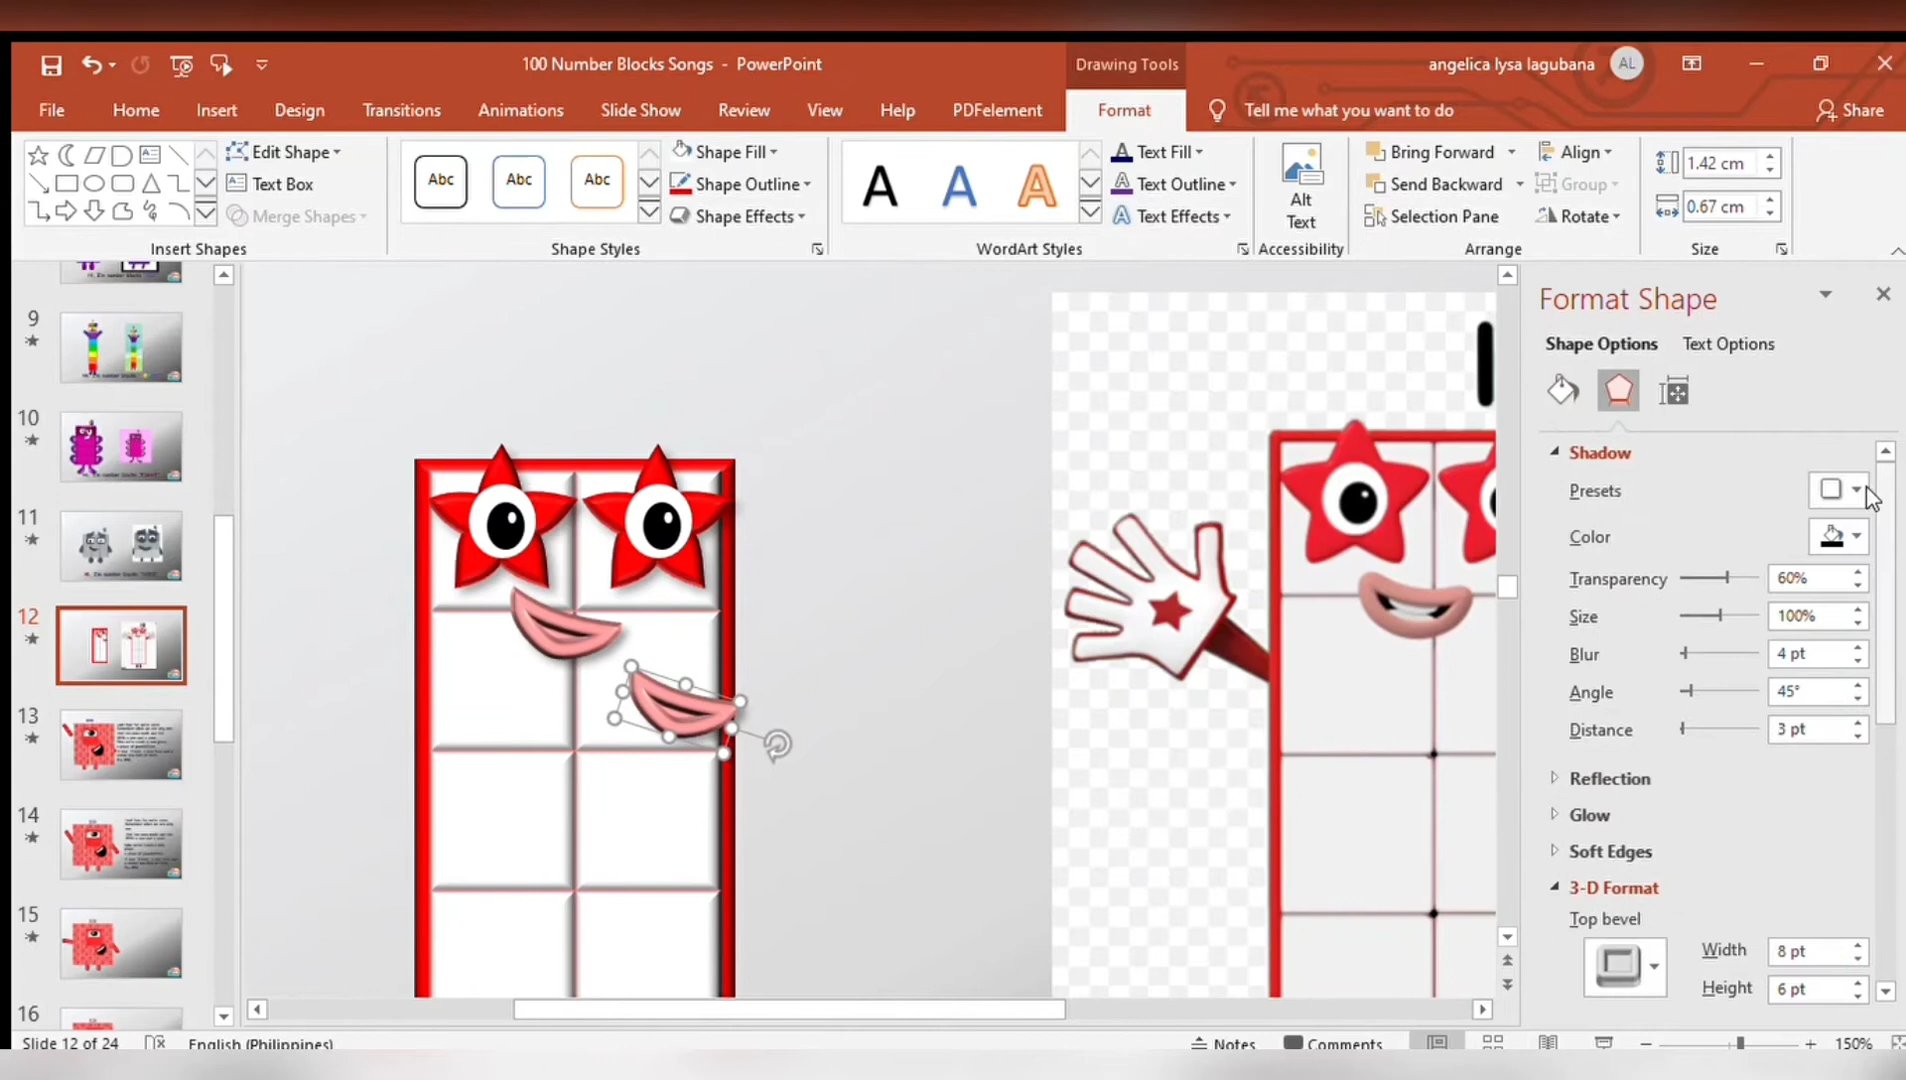 100 Number Blocks Songs - PowerPoint
Drawing Tools
angelica lysa lagubana
AL
File
Home
Insert
Design
Transitions
Animations
Slide Show
Review
View
Help
PDFelement
Format
Tell me what you want to do
Share
Edit Shape
Text Box
Merge Shapes
Insert Shapes
Abc
Abc
Abc
Shape Fill
Shape Outline
Shape Effects
Shape Styles
A
A
A
Text Fill
Text Outline
Text Effects
WordArt Styles
Alt
Text
Accessibility
Bring Forward
Send Backward
Selection Pane
Align
Group
Rotate
Arrange
1.42 cm
0.67 cm
Size
9
10
11
12
13
14
15
16
Format Shape
Shape Options
Text Options
Shadow
Presets
Color
Transparency
60%
Size
100%
Blur
4 pt
Angle
45°
Distance
3 pt
Reflection
Glow
Soft Edges
3-D Format
Top bevel
Width
8 pt
Height
6 pt
Slide 12 of 24
English (Philippines)
Notes
Comments
150%